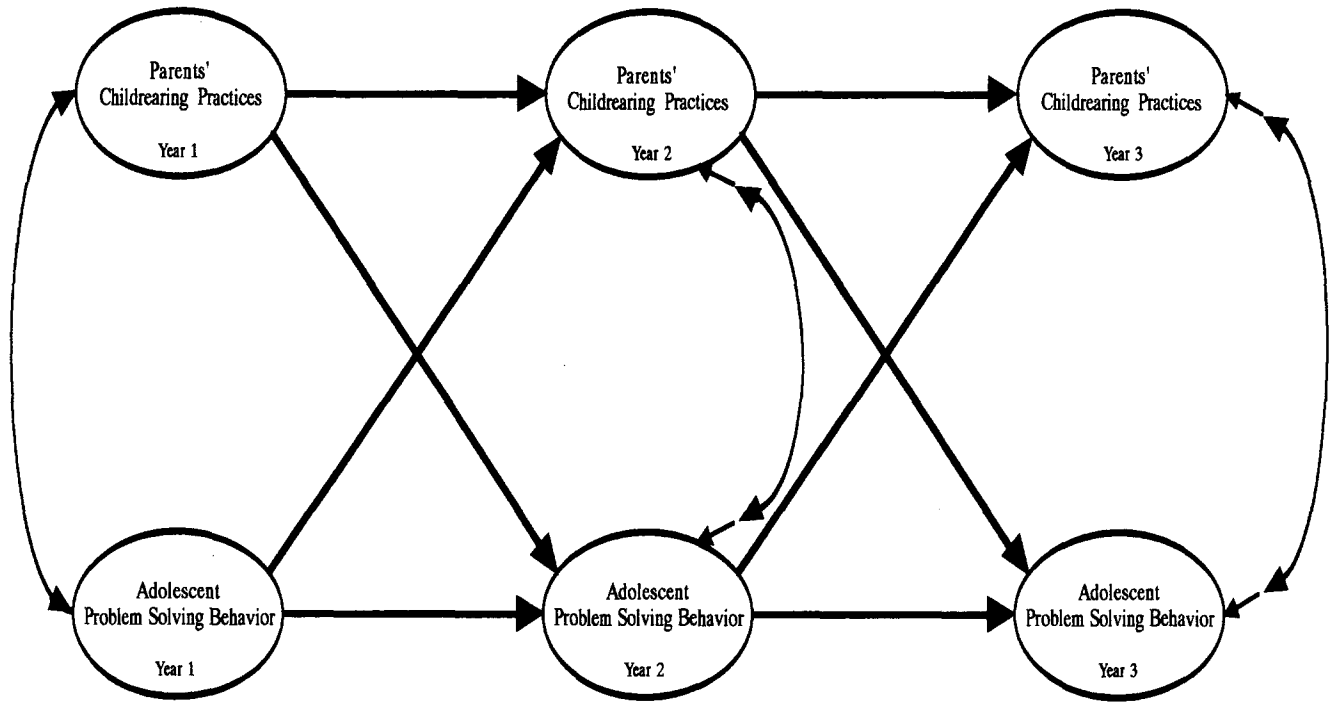 Parents'
Childrearing Practices
Year 1
Parents'
Childrearing Practices
Year 2
Parents'
Childrearing Practices
Year 3
Adolescent
Problem Solving Behavior
Year 1
Adolescent
Problem Solving Behavior
Year 2
Adolescent
Problem Solving Behavior
Year 3